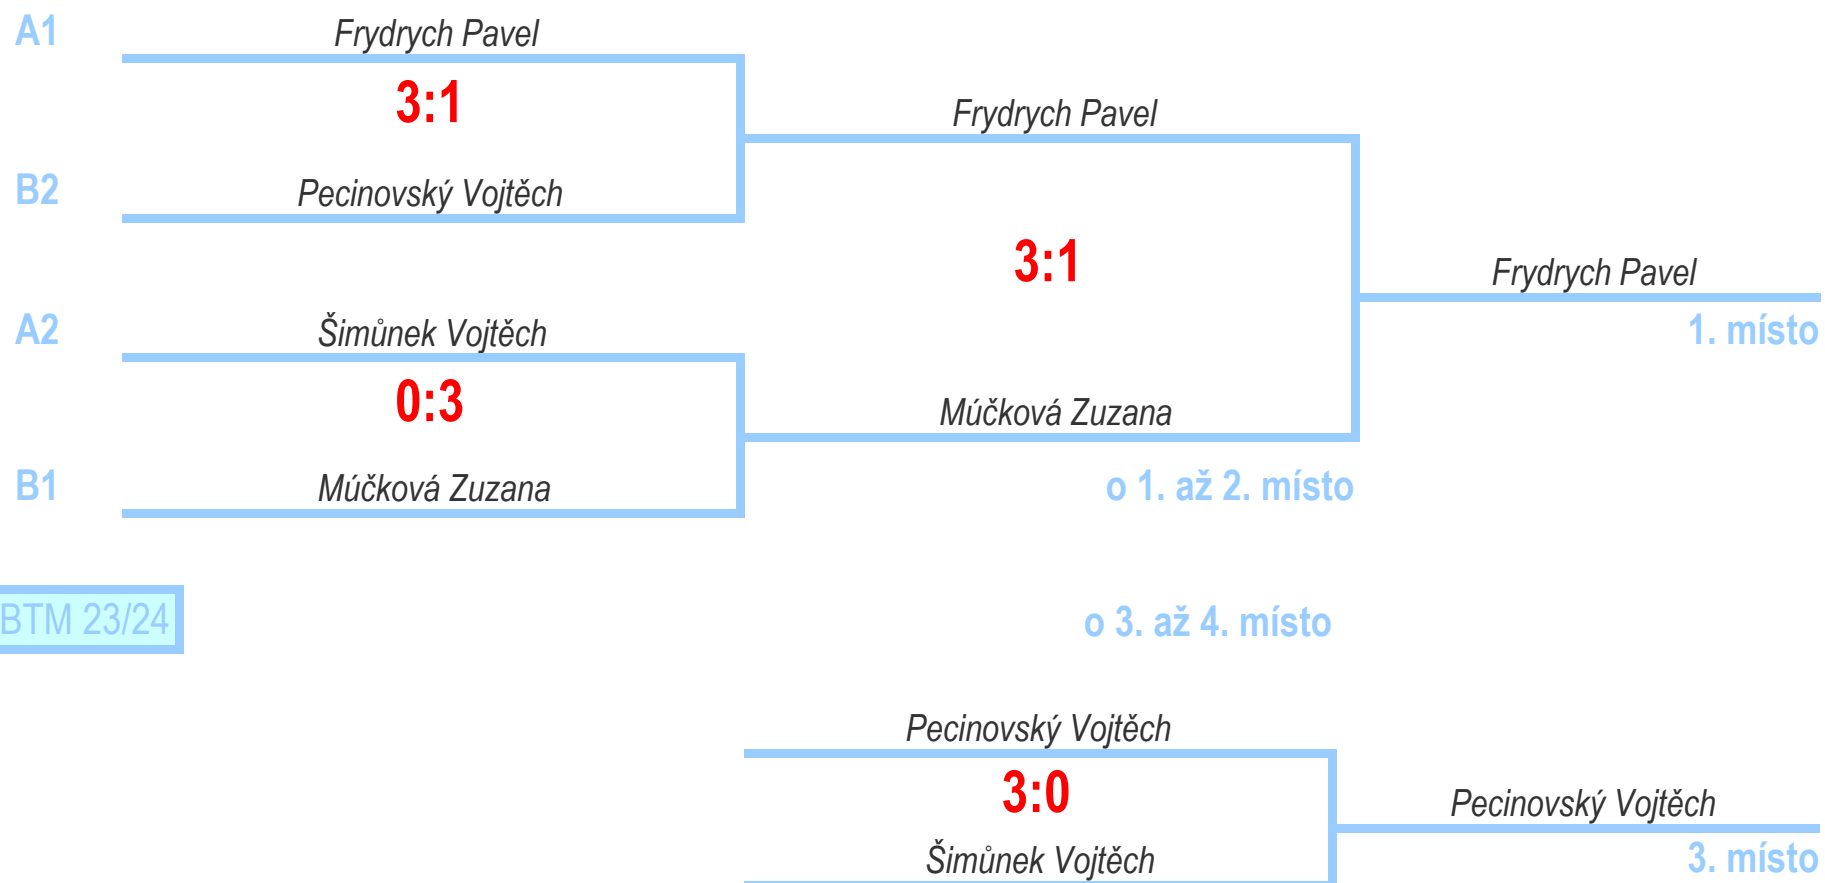 A1
Frydrych Pavel
3:1
Frydrych Pavel
B2
Pecinovský Vojtěch
3:1
Frydrych Pavel
A2
Šimůnek Vojtěch
1. místo
0:3
Múčková Zuzana
B1
Múčková Zuzana
o 1. až 2. místo
BTM 23/24
o 3. až 4. místo
Pecinovský Vojtěch
3:0
Pecinovský Vojtěch
Šimůnek Vojtěch
3. místo